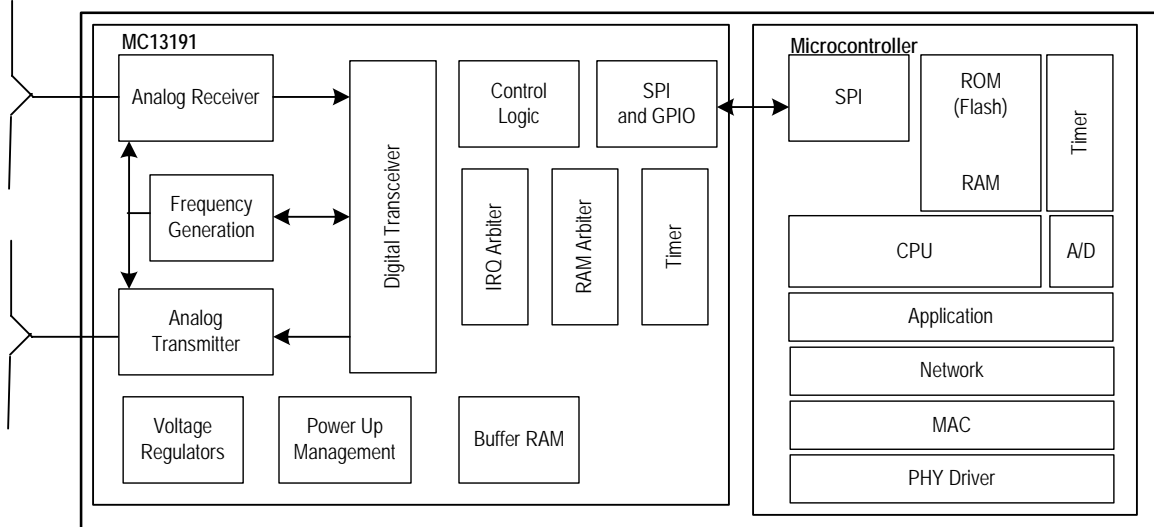 MC13191
Analog Receiver
Frequency
Generation
Analog
Transmitter
Digital Transceiver
Control
Logic
SPI
and GPIO
IRQ Arbiter
RAM Arbiter
Timer
Voltage
Regulators
Power Up
Management
Buffer RAM
Microcontroller
SPI
ROM
(Flash)
RAM
Timer
CPU
A/D
Application
Network
MAC
PHY Driver